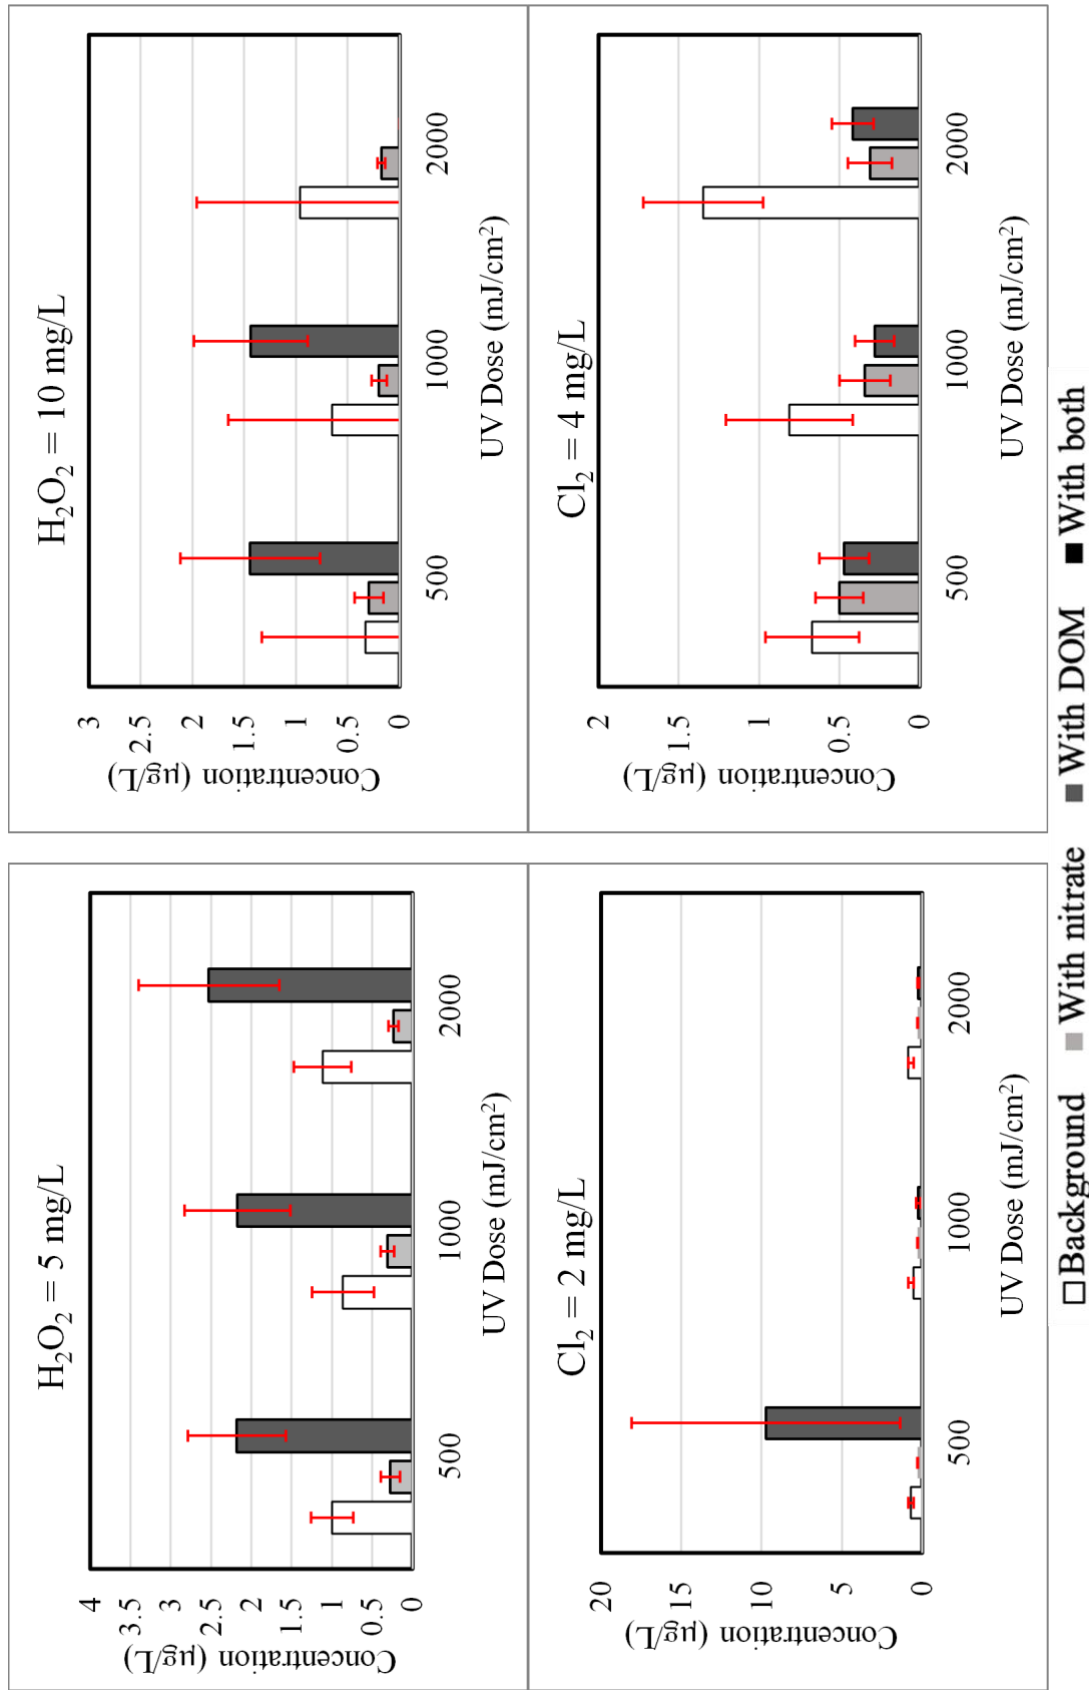 H₂O₂ = 5 mg/L
Concentration (µg/L)
4
3.5
3
2.5
2
1.5
1
0.5
0
500
1000
2000
UV Dose (mJ/cm²)
H₂O₂ = 10 mg/L
Concentration (µg/L)
3
2.5
2
1.5
1
0.5
0
500
1000
2000
UV Dose (mJ/cm²)
Cl₂ = 2 mg/L
Concentration (µg/L)
20
15
10
5
0
500
1000
2000
UV Dose (mJ/cm²)
Cl₂ = 4 mg/L
Concentration (µg/L)
2
1.5
1
0.5
0
500
1000
2000
UV Dose (mJ/cm²)
Background With nitrate With DOM With both